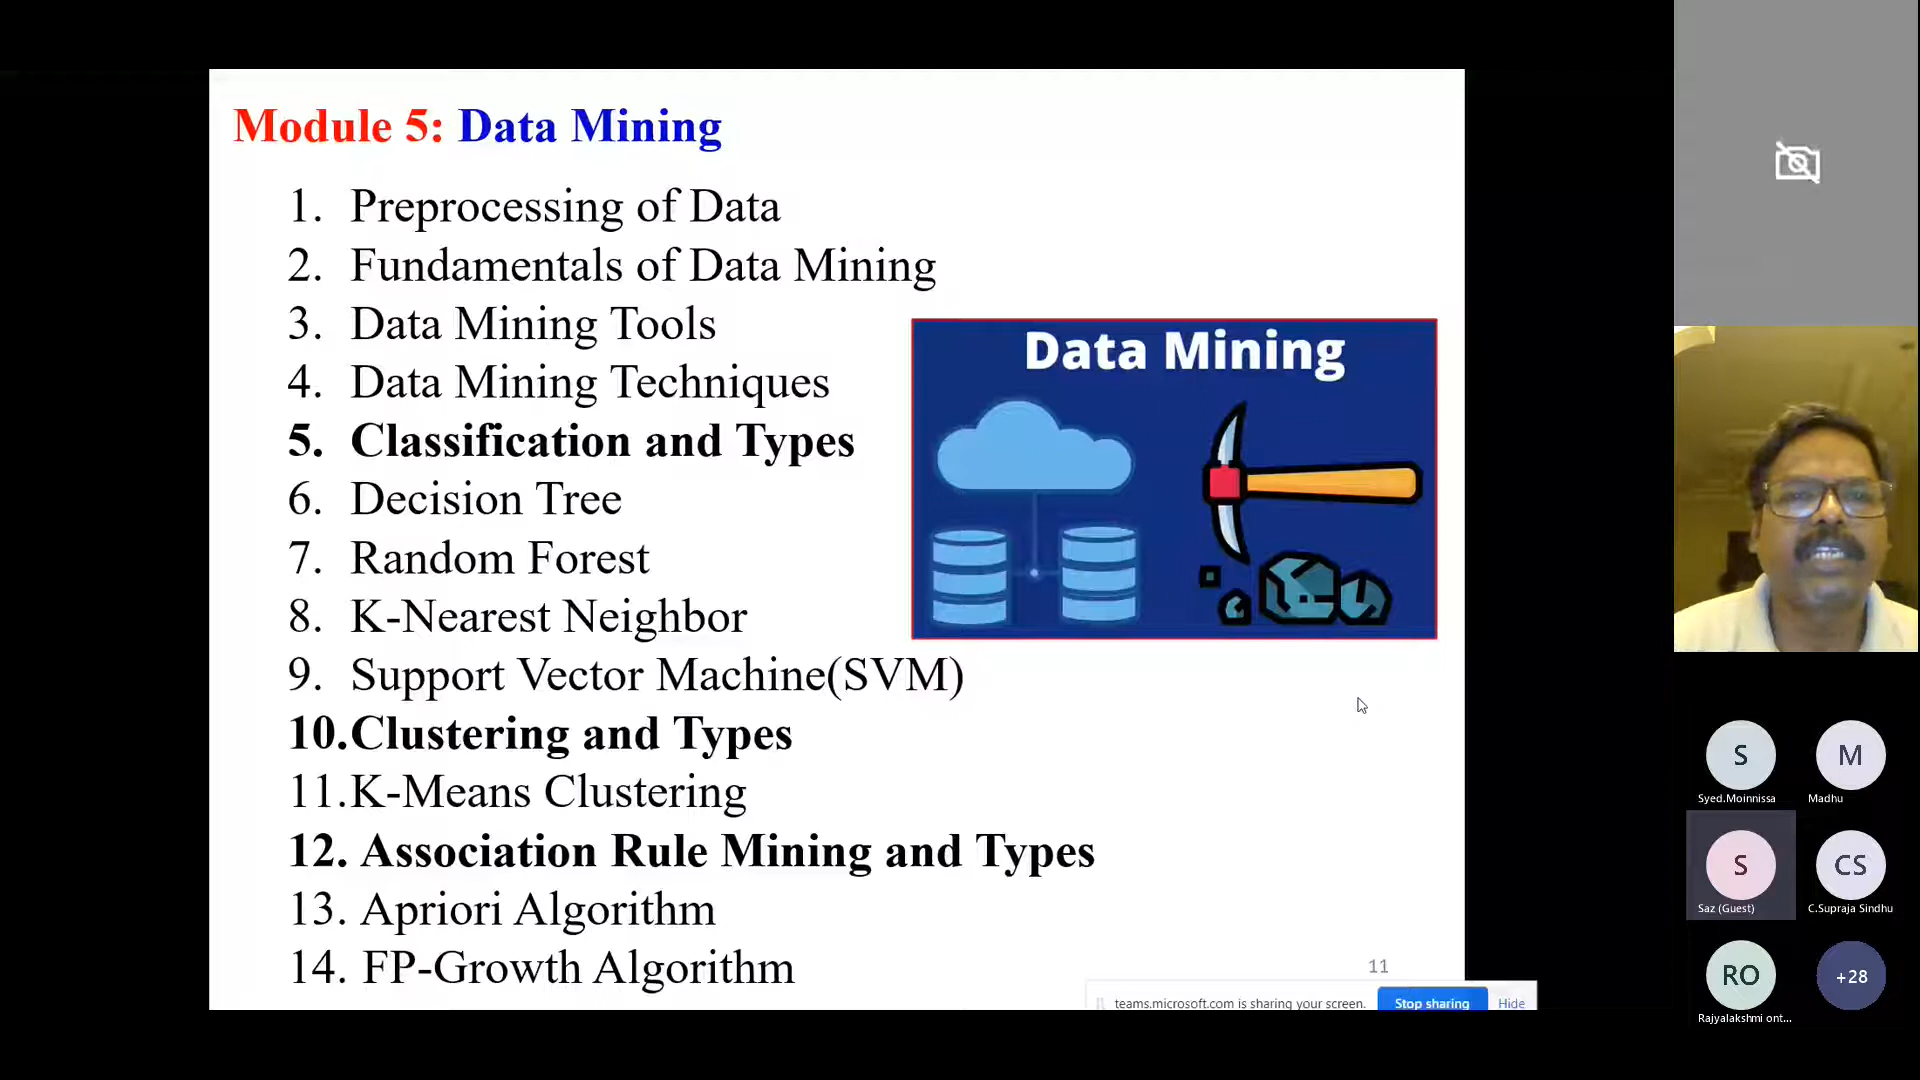 Module 5: Data Mining
1. Preprocessing of Data
2. Fundamentals of Data Mining
3. Data Mining Tools
4. Data Mining Techniques
5. Classification and Types
6. Decision Tree
7. Random Forest
8. K-Nearest Neighbor
9. Support Vector Machine(SVM)
10.Clustering and Types
11.K-Means Clustering
12. Association Rule Mining and Types
13. Apriori Algorithm
14. FP-Growth Algorithm
Data Mining
11
teams.microsoft.com is sharing your screen. Stop sharing Hide
S
Syed.Moinnissa
M
Madhu
S
Saz (Guest)
CS
C.Supraja Sindhu
RO
Rajyalakshmi ont...
+28